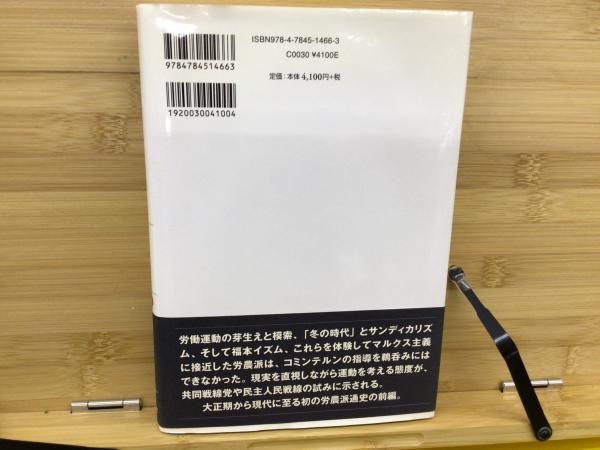 ISBN978-4-7845-1466-3
C0030 ¥4100E
定価：本体4,100円+税
9784784514663
1920030041004
労働運動の芽生えと模索、「冬の時代」とサンディカリズ
ム、そして福本イズム、これらを体験してマルクス主義
に接近した労農派は、コミンテルンの指導を鵜呑みには
できなかった。現実を直視しながら運動を考える態度が、
共同戦線党や民主人民戦線の試みに示される。
大正期から現代に至る初の労農派通史の前編。